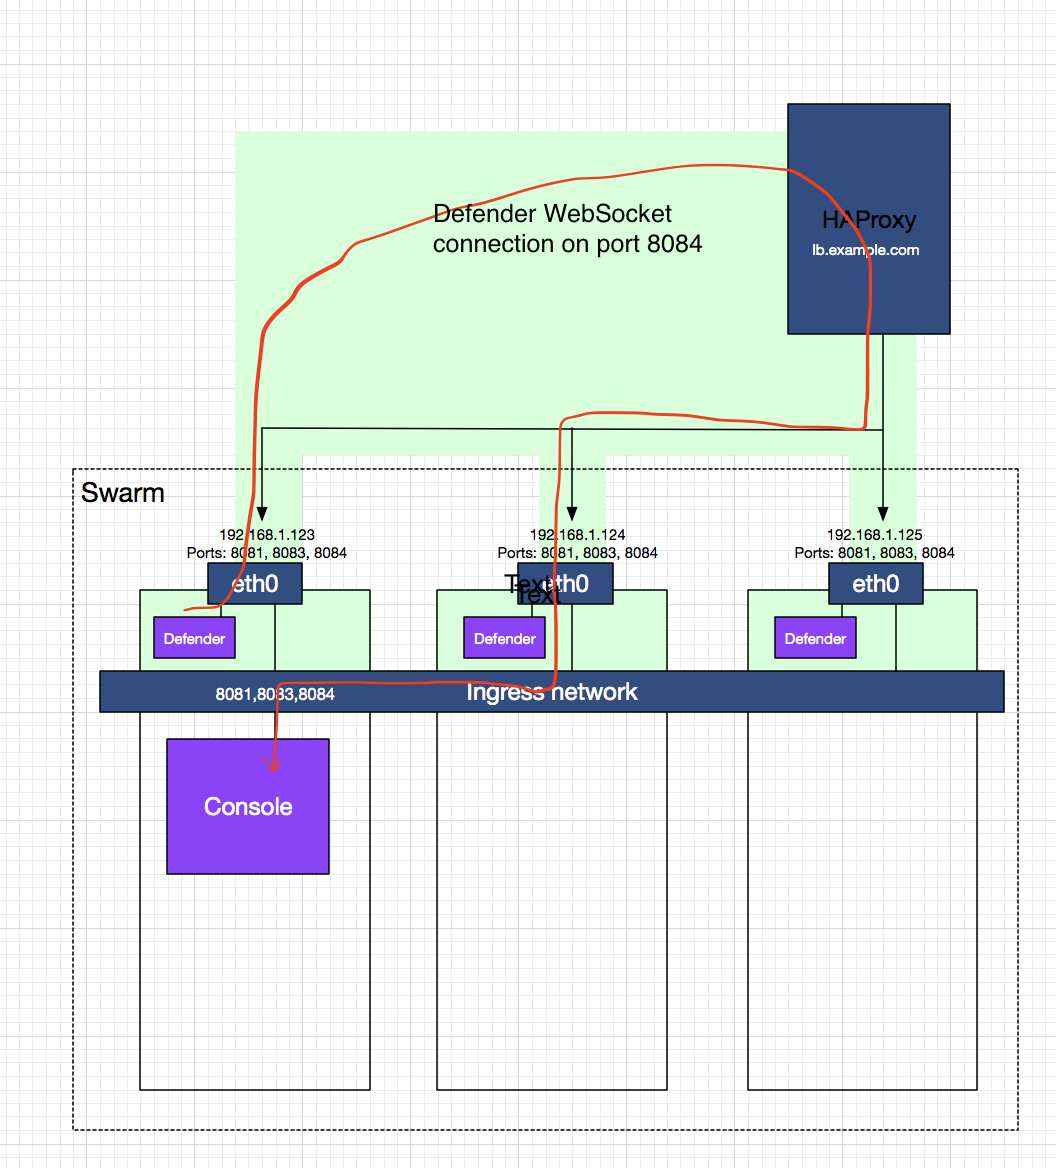 Defender WebSocket
connection on port 8084
HAProxy
lb.example.com
Swarm
192.168.1.123
Ports: 8081, 8083, 8084
192.168.1.124
Ports: 8081, 8083, 8084
192.168.1.125
Ports: 8081, 8083, 8084
eth0
Text
eth0
Text
eth0
Defender
Defender
Defender
8081,8083,8084
Ingress network
Console